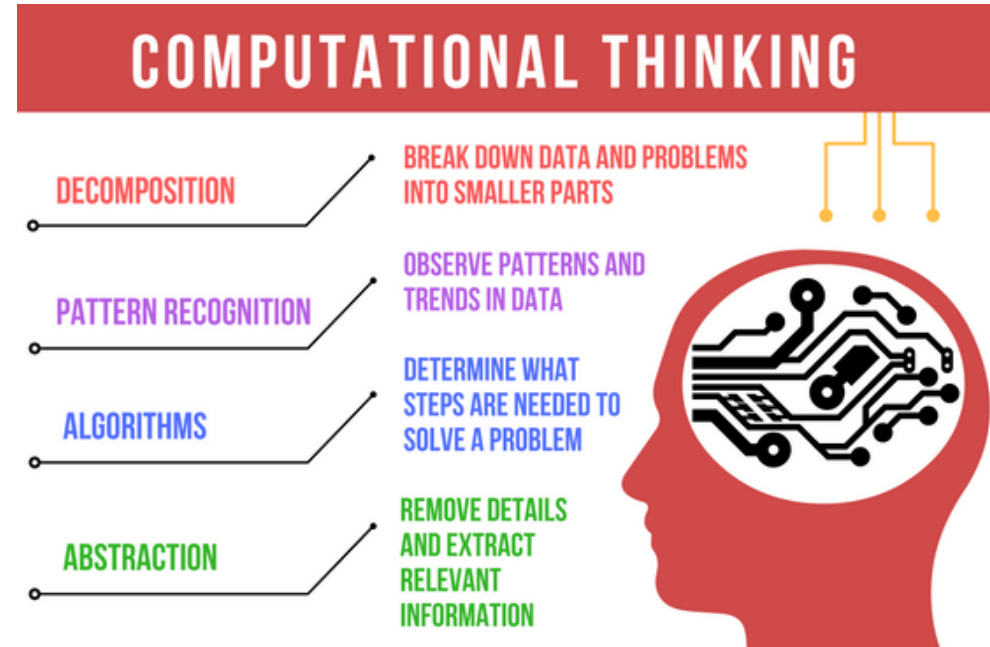 COMPUTATIONAL THINKING
DECOMPOSITION
BREAK DOWN DATA AND PROBLEMS
INTO SMALLER PARTS
PATTERN RECOGNITION
OBSERVE PATTERNS AND
TRENDS IN DATA
ALGORITHMS
DETERMINE WHAT
STEPS ARE NEEDED TO
SOLVE A PROBLEM
ABSTRACTION
REMOVE DETAILS
AND EXTRACT
RELEVANT
INFORMATION